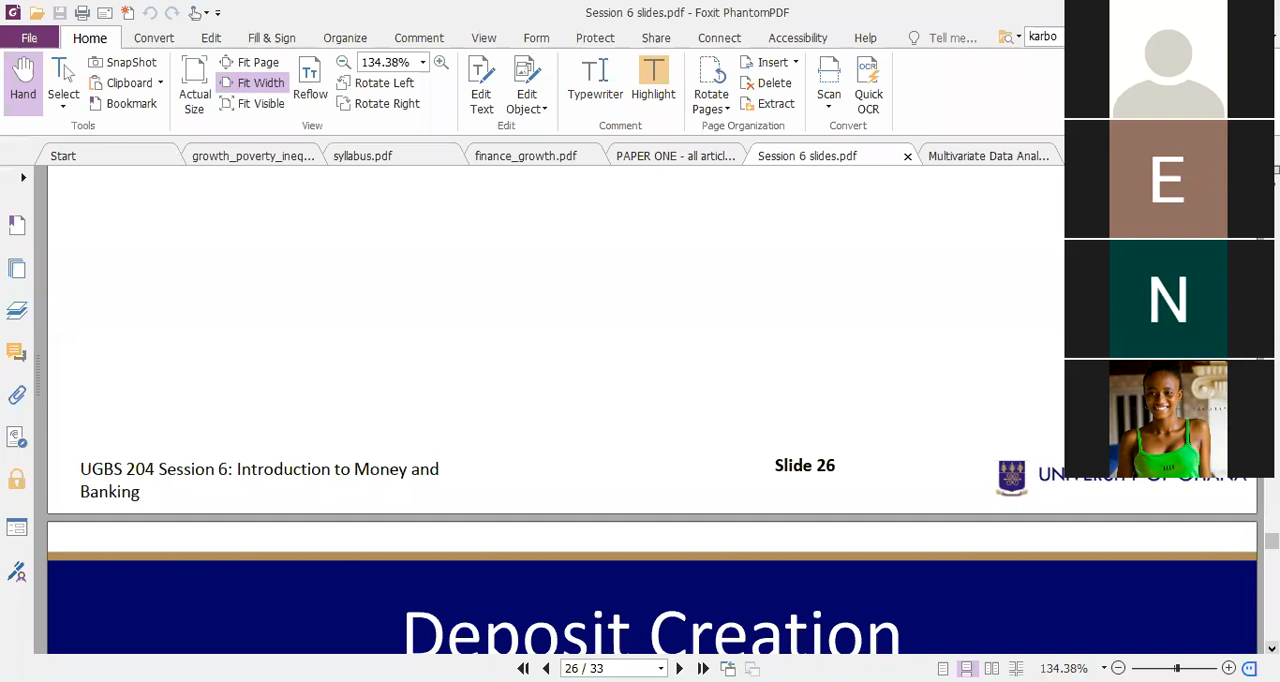 Session 6 slides.pdf - Foxit PhantomPDF
File Home Convert Edit Fill & Sign Organize Comment View Form Protect Share Connect Accessibility Help Tell me... karbo
Hand
Select
SnapShot
Clipboard
Bookmark
Tools
Actual Size
Fit Page
Fit Width
Fit Visible
Reflow
134.38%
Rotate Left
Rotate Right
View
Edit Text
Edit Object
Edit
Typewriter
Highlight
Comment
Rotate Pages
Insert
Delete
Extract
Page Organization
Scan
Quick OCR
Convert
Start growth_poverty_ineq... syllabus.pdf finance_growth.pdf PAPER ONE - all articl... Session 6 slides.pdf Multivariate Data Anal...
E
N
UGBS 204 Session 6: Introduction to Money and
Banking
Slide 26
UNIVERSITY OF GHANA
Deposit Creation
26 / 33
134.38%